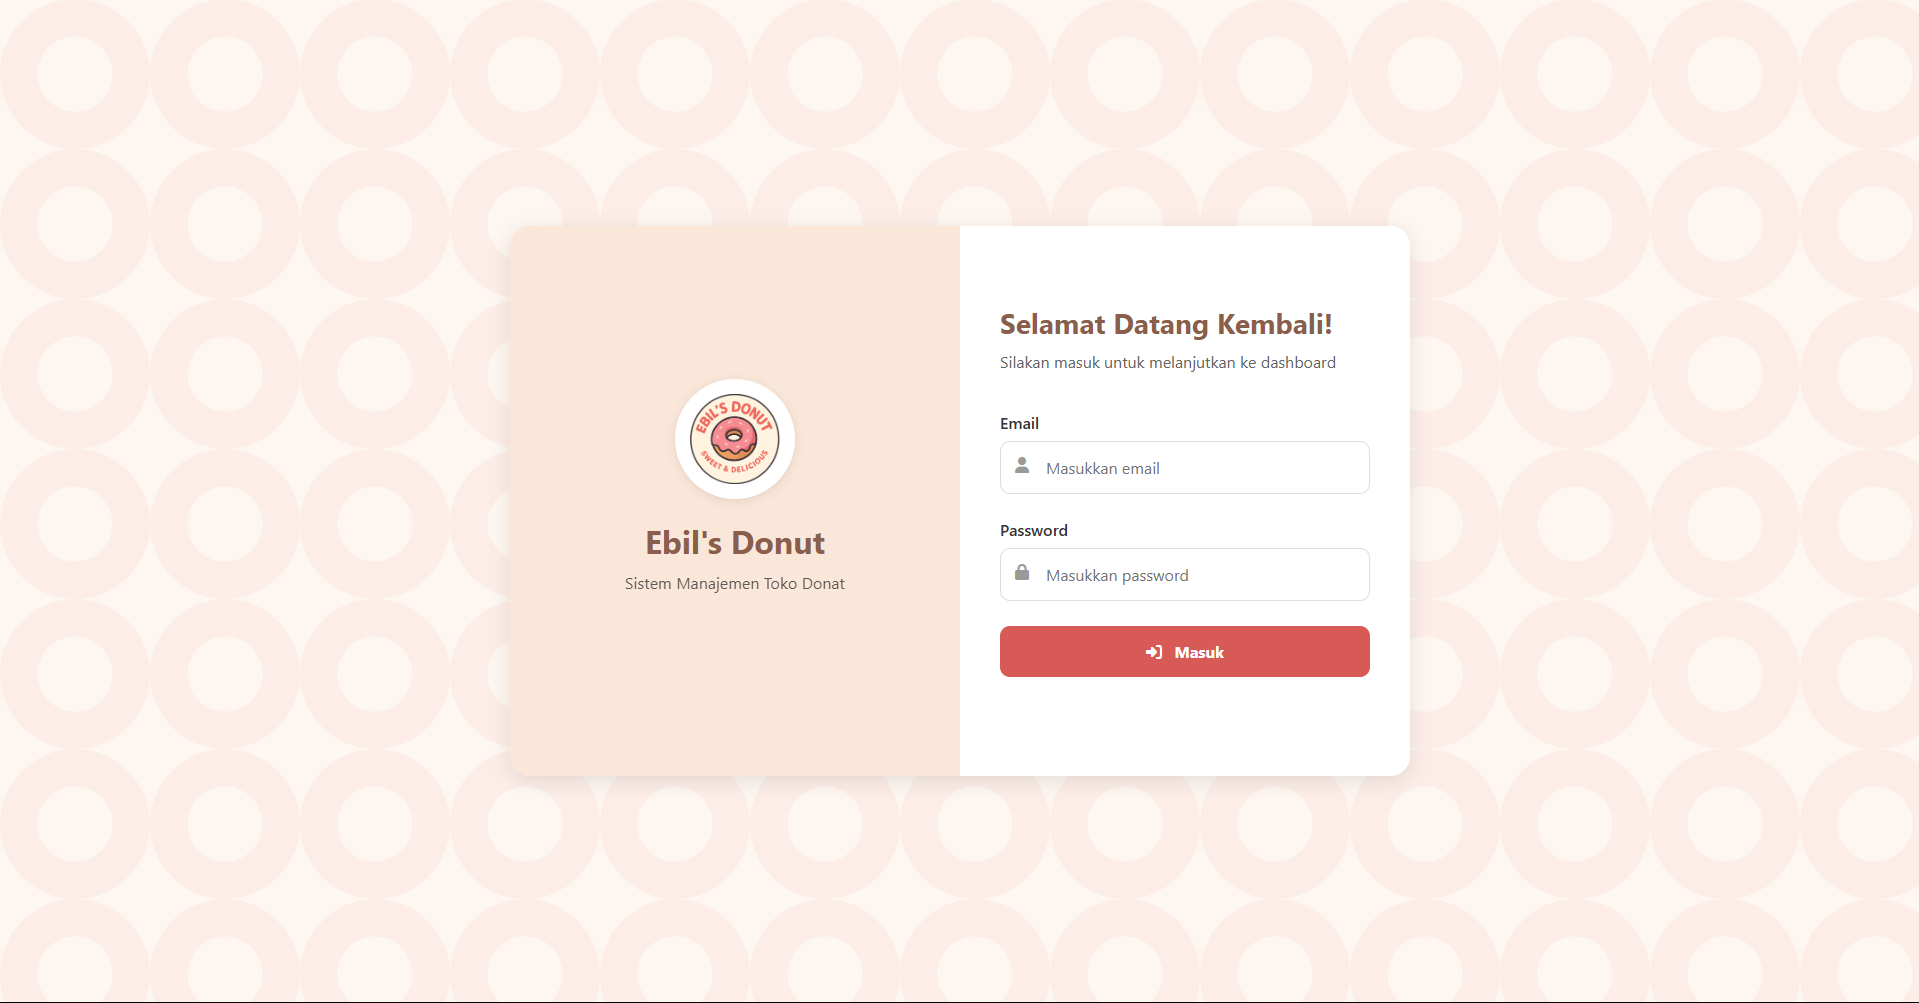 EBIL'S DONUT
SWEET & DELICIOUS
Ebil's Donut
Sistem Manajemen Toko Donat
Selamat Datang Kembali!
Silakan masuk untuk melanjutkan ke dashboard
Email
Masukkan email
Password
Masukkan password
Masuk